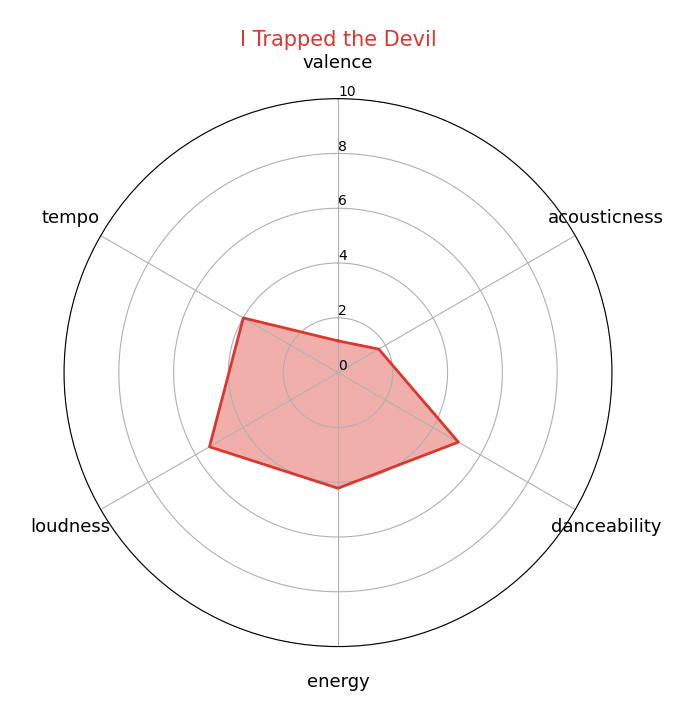 I Trapped the Devil
valence
10
8
tempo
acousticness
6
4
2
0
loudness
danceability
energy